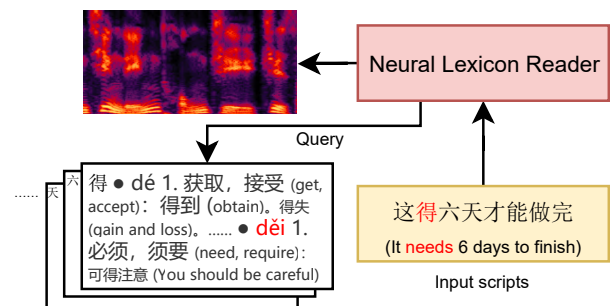 Neural Lexicon Reader
Query
...... 天 六
得 ● dé 1. 获取，接受 (get,
accept)：得到 (obtain)。得失
(gain and loss)。...... ● děi 1.
必须，须要 (need, require)：
可得注意 (You should be careful)
这得六天才能做完
(It needs 6 days to finish)
Input scripts